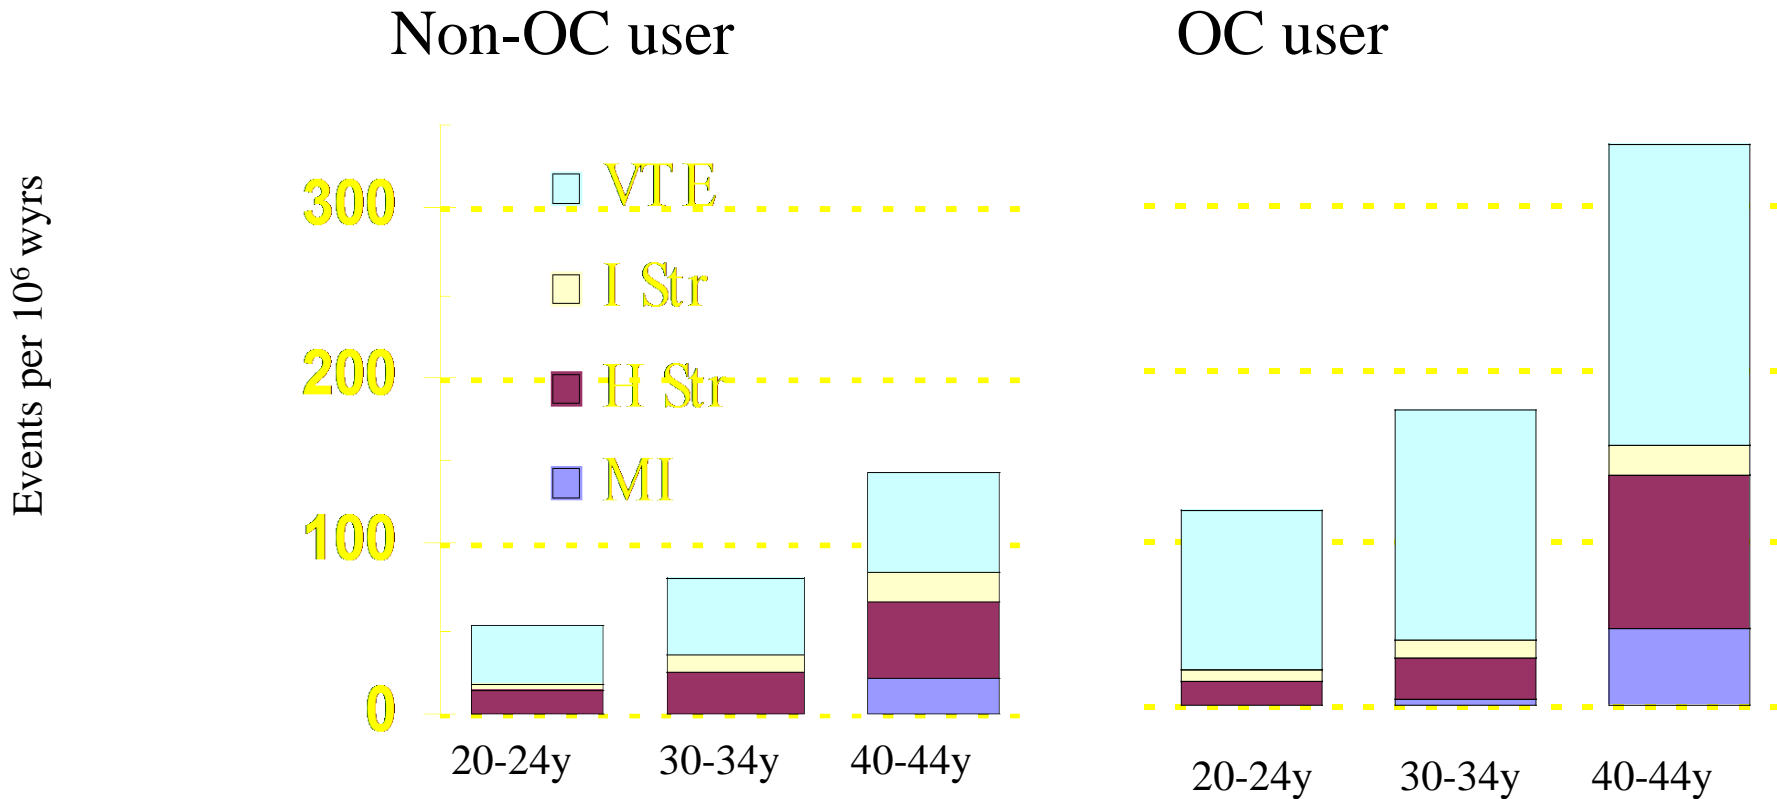 Non-OC user
OC user
Events per 10⁶ wyrs
300
200
100
0
VTE
I Str
H Str
MI
20-24y 30-34y 40-44y
20-24y 30-34y 40-44y